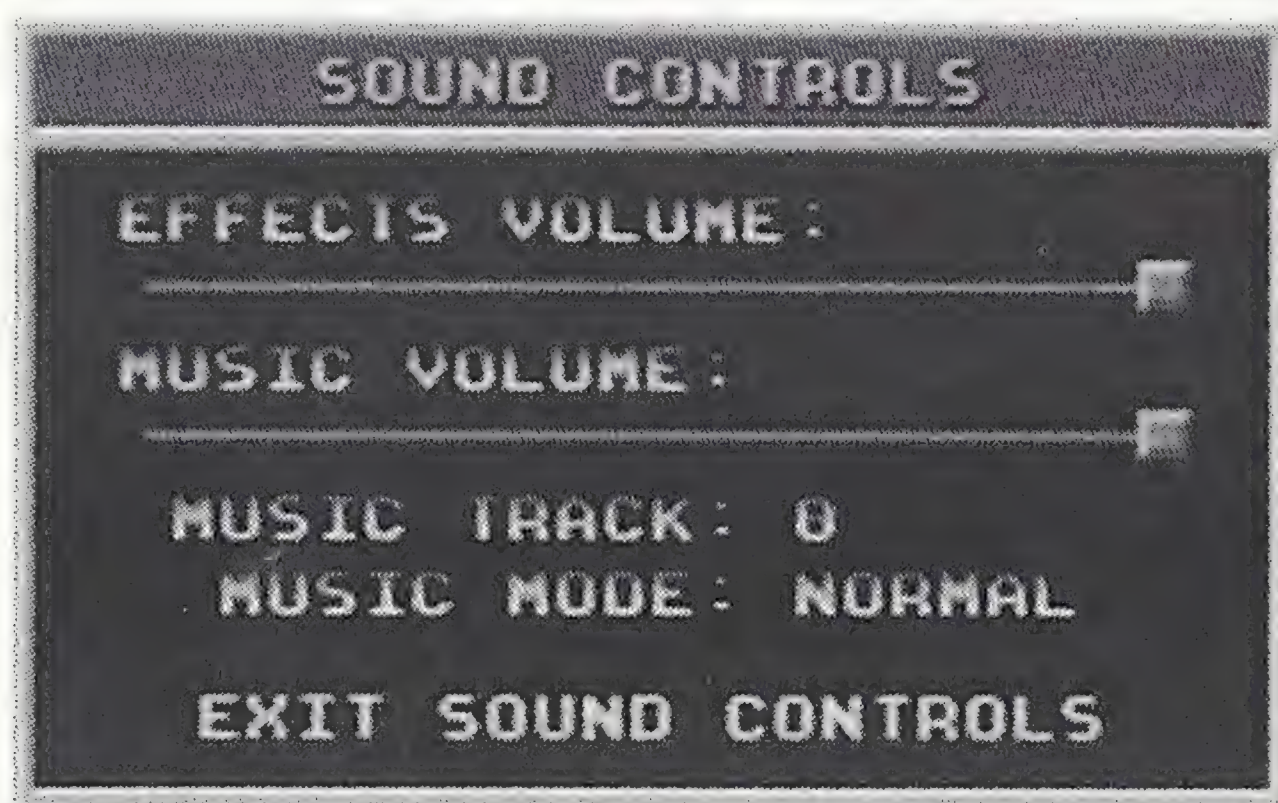 SOUND CONTROLS
EFFECTS VOLUME:
MUSIC VOLUME:
MUSIC TRACK: 0
MUSIC MODE: NORMAL
EXIT SOUND CONTROLS